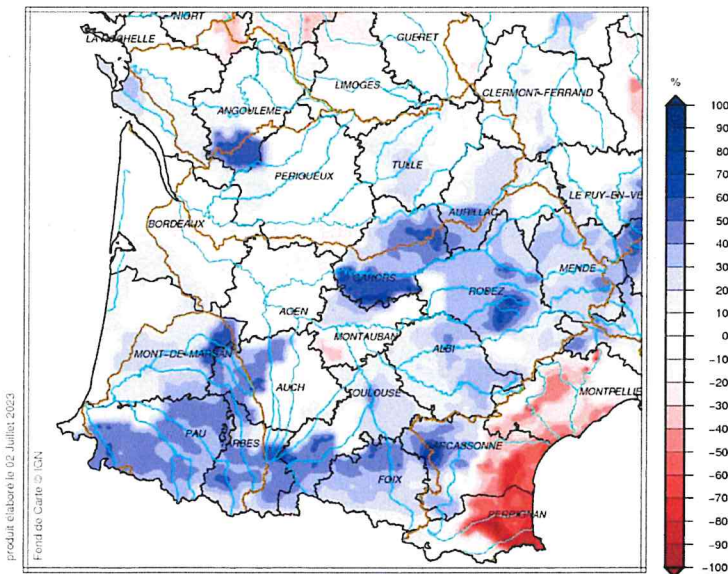 NIORT
LA ROCHELLE
GUERET
LIMOGES
CLERMONT-FERRAND
ANGOULEME
TULLE
PERIGUEUX
LE PUY-EN-VE
AURILLAC
BORDEAUX
MENDE
CAHORS
RODEZ
AGEN
MONTAUBAN
ALBI
MONT-DE-MARSAN
AUCH
TOULOUSE
MONTPELLIE
PAU
TARBES
CARCASSONNE
FOIX
PERPIGNAN
%
100
90
80
70
60
50
40
30
20
10
0
-10
-20
-30
-40
-50
-60
-70
-80
-90
-100
produit élaboré le 02 Juillet 2023
Fond de Carte © IGN